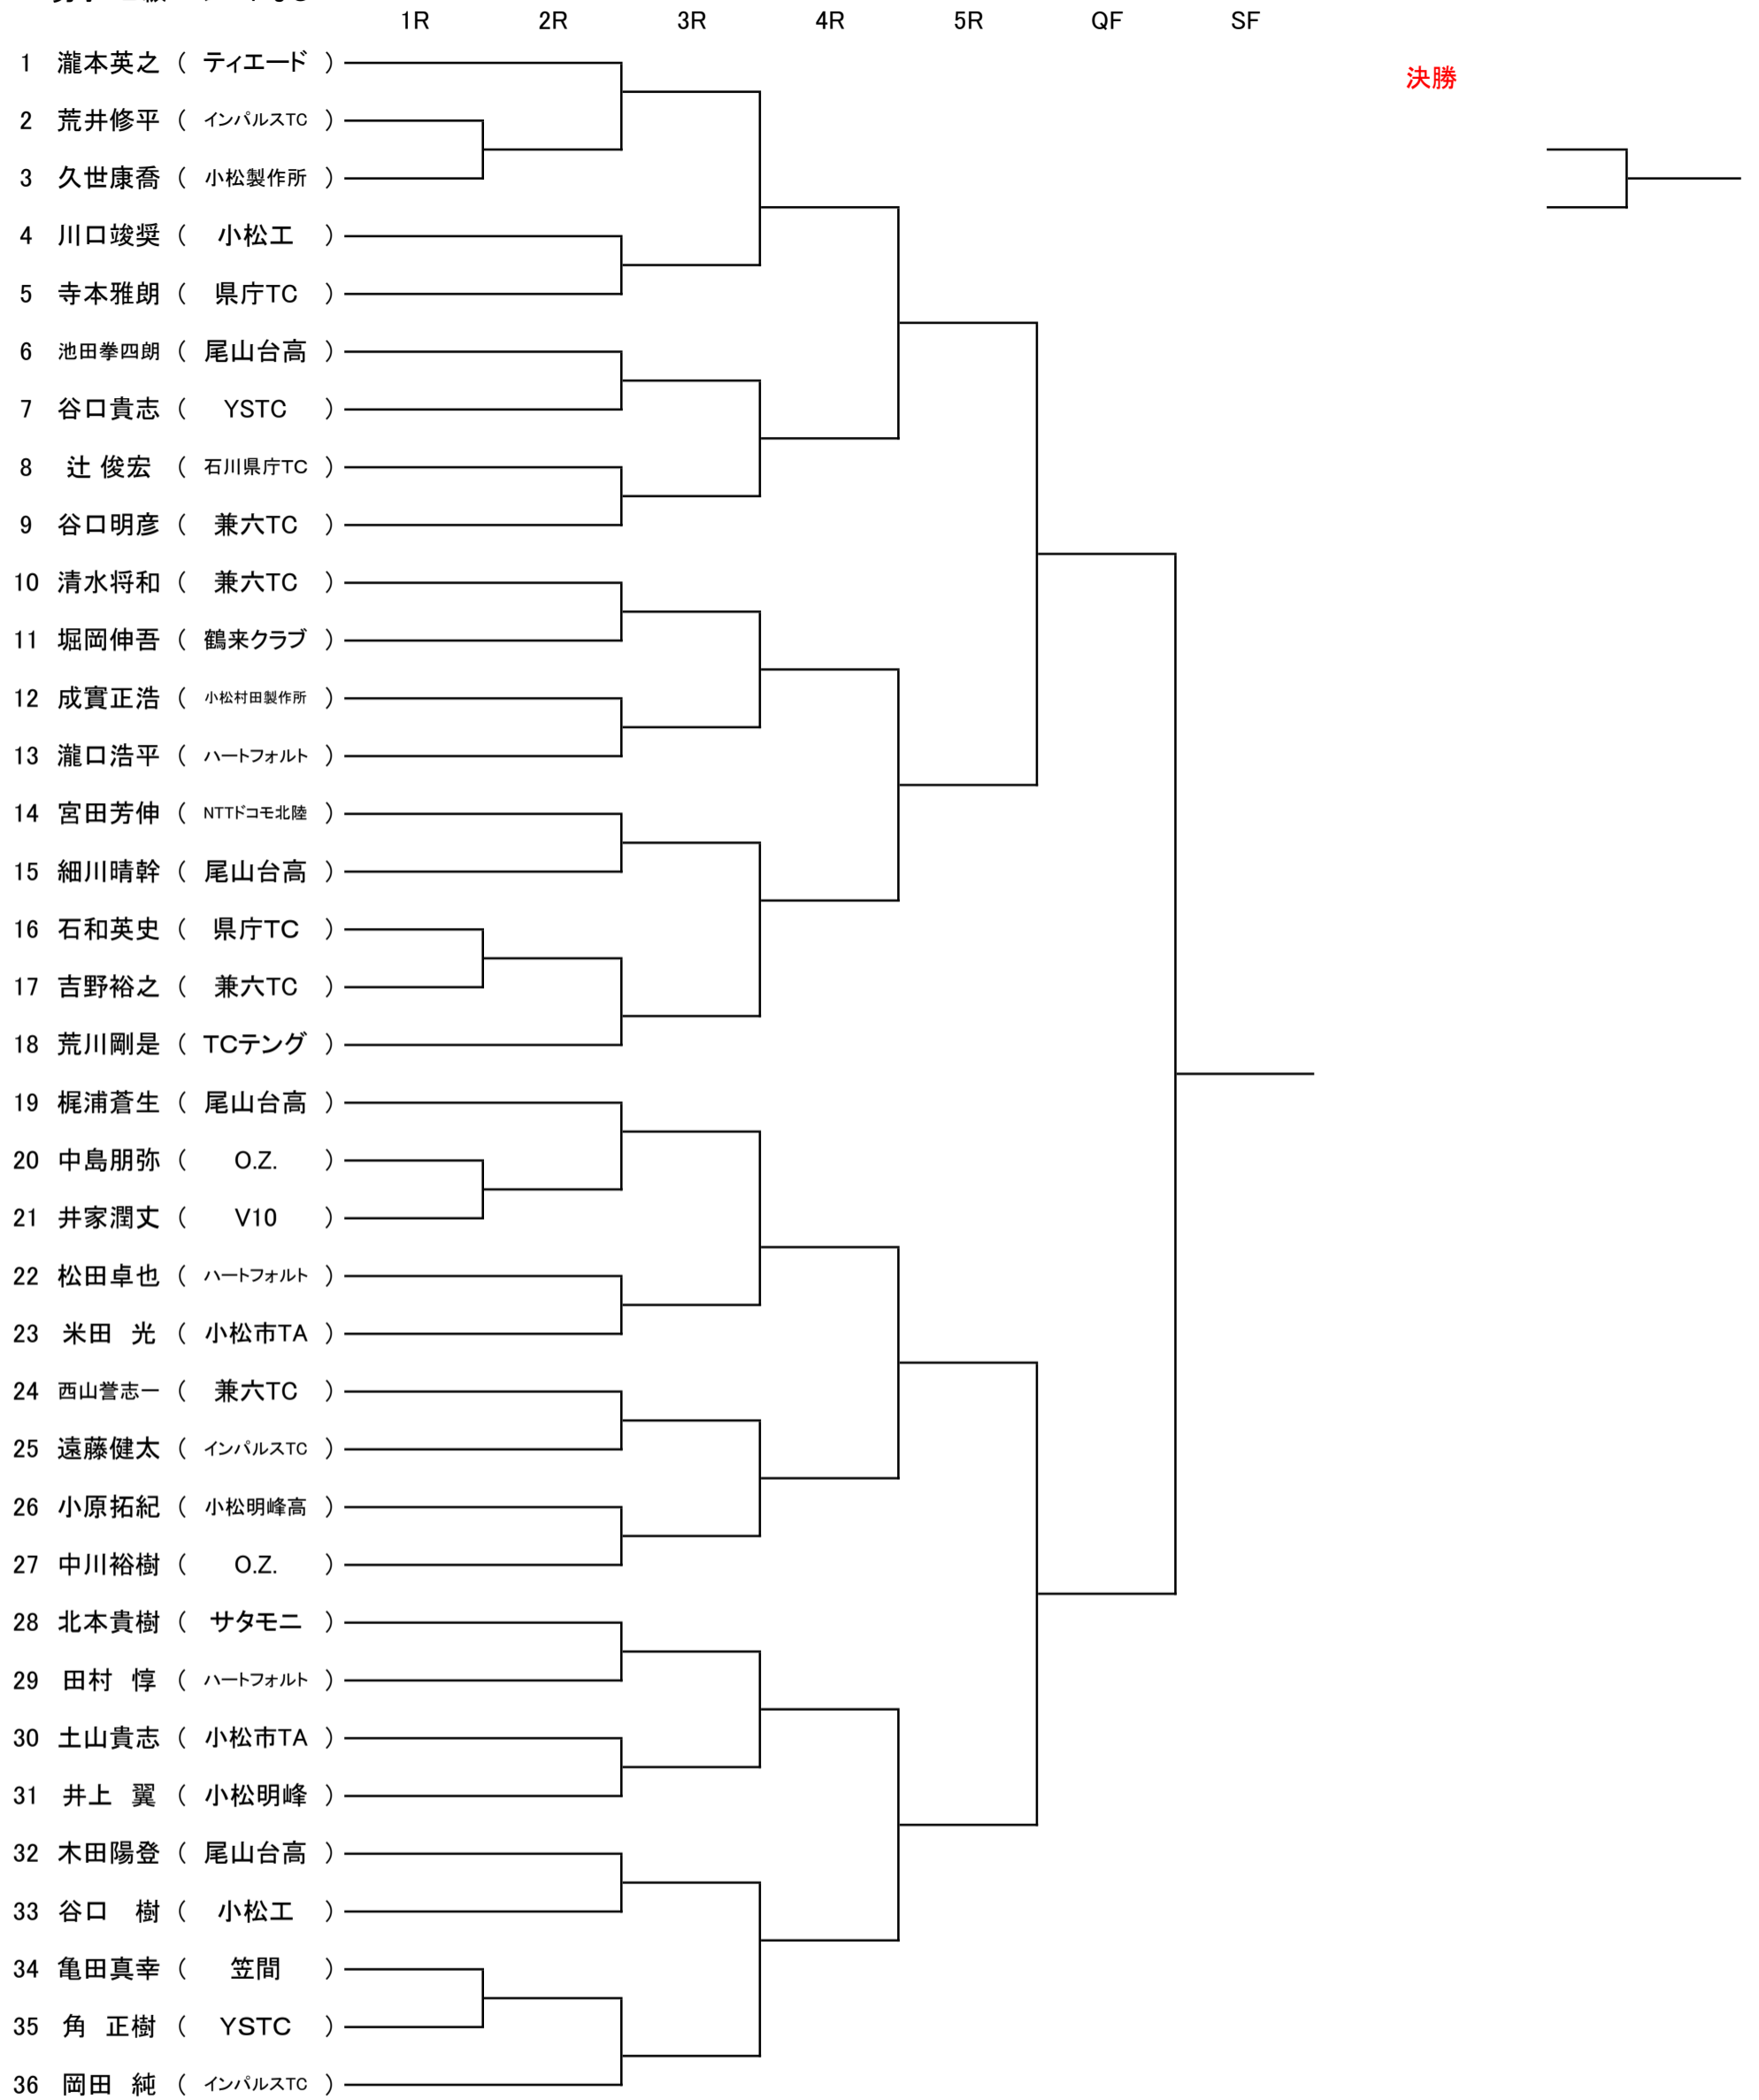 1R 2R 3R 4R 5R QF SF
1 瀧本英之 ( ティエード )
決勝
2 荒井修平 ( インパルスTC )
3 久世康喬 ( 小松製作所 )
4 川口竣奨 ( 小松工 )
5 寺本雅朗 ( 県庁TC )
6 池田拳四朗 ( 尾山台高 )
7 谷口貴志 ( YSTC )
8 辻 俊宏 ( 石川県庁TC )
9 谷口明彦 ( 兼六TC )
10 清水将和 ( 兼六TC )
11 堀岡伸吾 ( 鶴来クラブ )
12 成實正浩 ( 小松村田製作所 )
13 瀧口浩平 ( ハートフォルト )
14 宮田芳伸 ( NTTドコモ北陸 )
15 細川晴幹 ( 尾山台高 )
16 石和英史 ( 県庁TC )
17 吉野裕之 ( 兼六TC )
18 荒川剛是 ( TCテング )
19 梶浦蒼生 ( 尾山台高 )
20 中島朋弥 ( O.Z. )
21 井家潤丈 ( V10 )
22 松田卓也 ( ハートフォルト )
23 米田 光 ( 小松市TA )
24 西山誉志一 ( 兼六TC )
25 遠藤健太 ( インパルスTC )
26 小原拓紀 ( 小松明峰高 )
27 中川裕樹 ( O.Z. )
28 北本貴樹 ( サタモニ )
29 田村 惇 ( ハートフォルト )
30 土山貴志 ( 小松市TA )
31 井上 翼 ( 小松明峰 )
32 木田陽登 ( 尾山台高 )
33 谷口 樹 ( 小松工 )
34 亀田真幸 ( 笠間 )
35 角 正樹 ( YSTC )
36 岡田 純 ( インパルスTC )